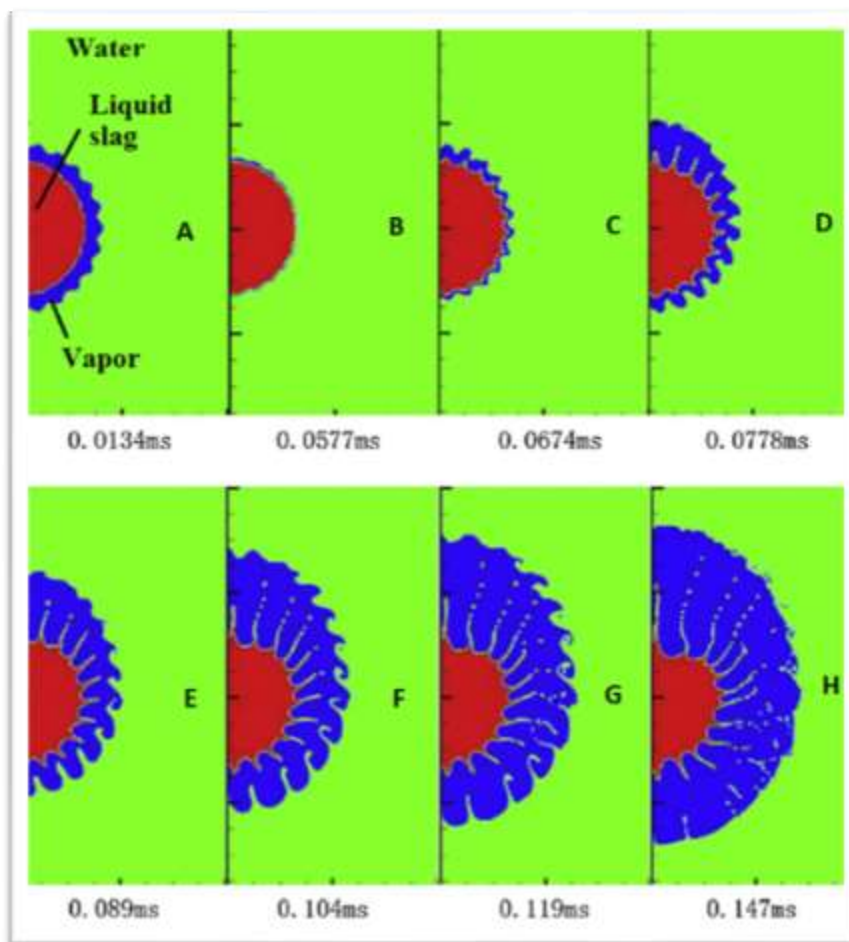 Water
Liquid
slag
A
B
C
D
Vapor
0.0134ms
0.0577ms
0.0674ms
0.0778ms
E
F
G
H
0.089ms
0.104ms
0.119ms
0.147ms